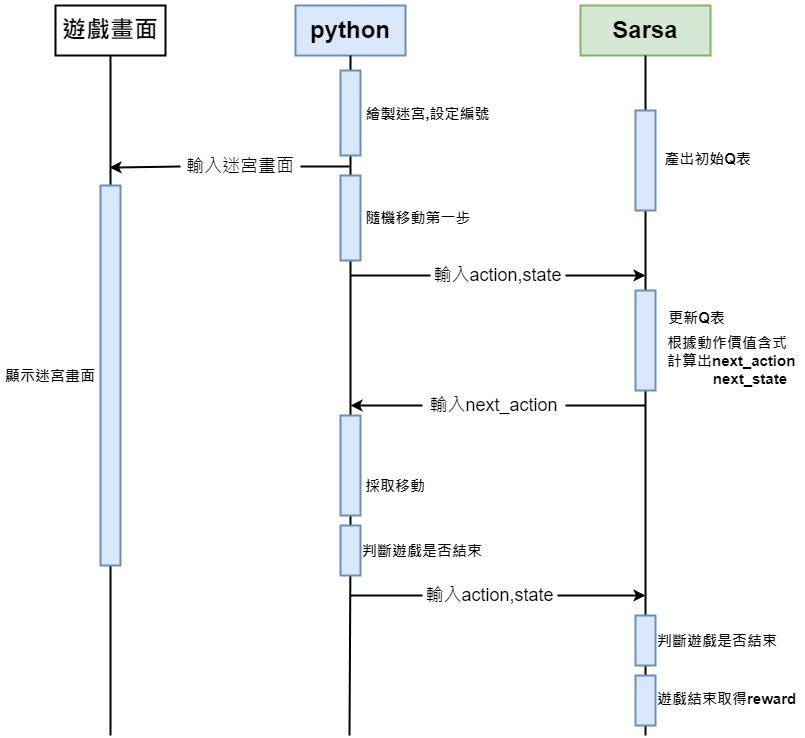 遊戲畫面
python
Sarsa
繪製迷宮,設定編號
產出初始Q表
輸入迷宮畫面
隨機移動第一步
輸入action,state
更新Q表
根據動作價值含式
計算出next_action
next_state
顯示迷宮畫面
輸入next_action
採取移動
判斷遊戲是否結束
輸入action,state
判斷遊戲是否結束
遊戲結束取得reward